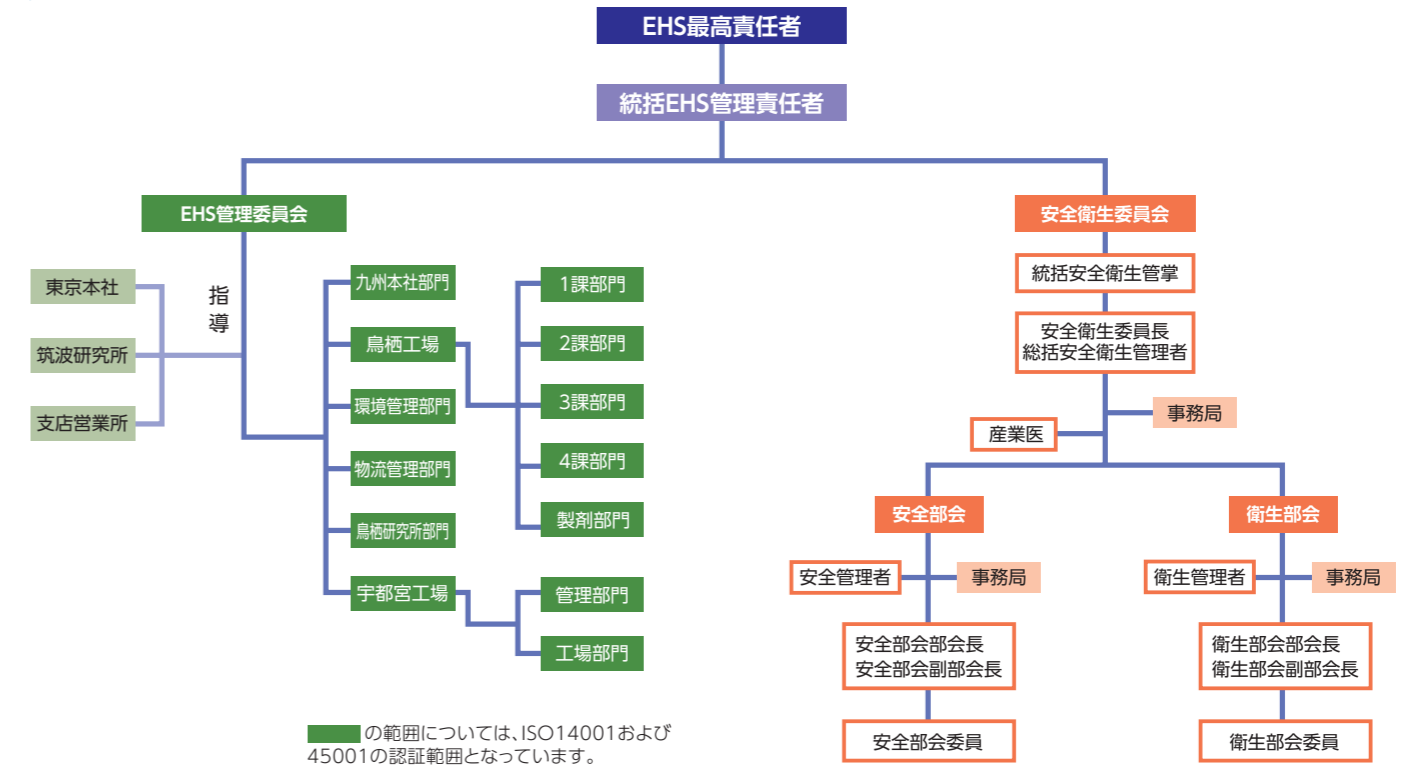 EHS最高責任者
統括EHS管理責任者
EHS管理委員会
指導
東京本社
筑波研究所
支店営業所
九州本社部門
鳥栖工場
環境管理部門
物流管理部門
鳥栖研究所部門
宇都宮工場
1課部門
2課部門
3課部門
4課部門
製剤部門
管理部門
工場部門
の範囲については、ISO14001および
45001の認証範囲となっています。
安全衛生委員会
統括安全衛生管掌
安全衛生委員長
総括安全衛生管理者
事務局
産業医
安全部会
安全管理者
事務局
安全部会部会長
安全部会副部会長
安全部会委員
衛生部会
衛生管理者
事務局
衛生部会部会長
衛生部会副部会長
衛生部会委員